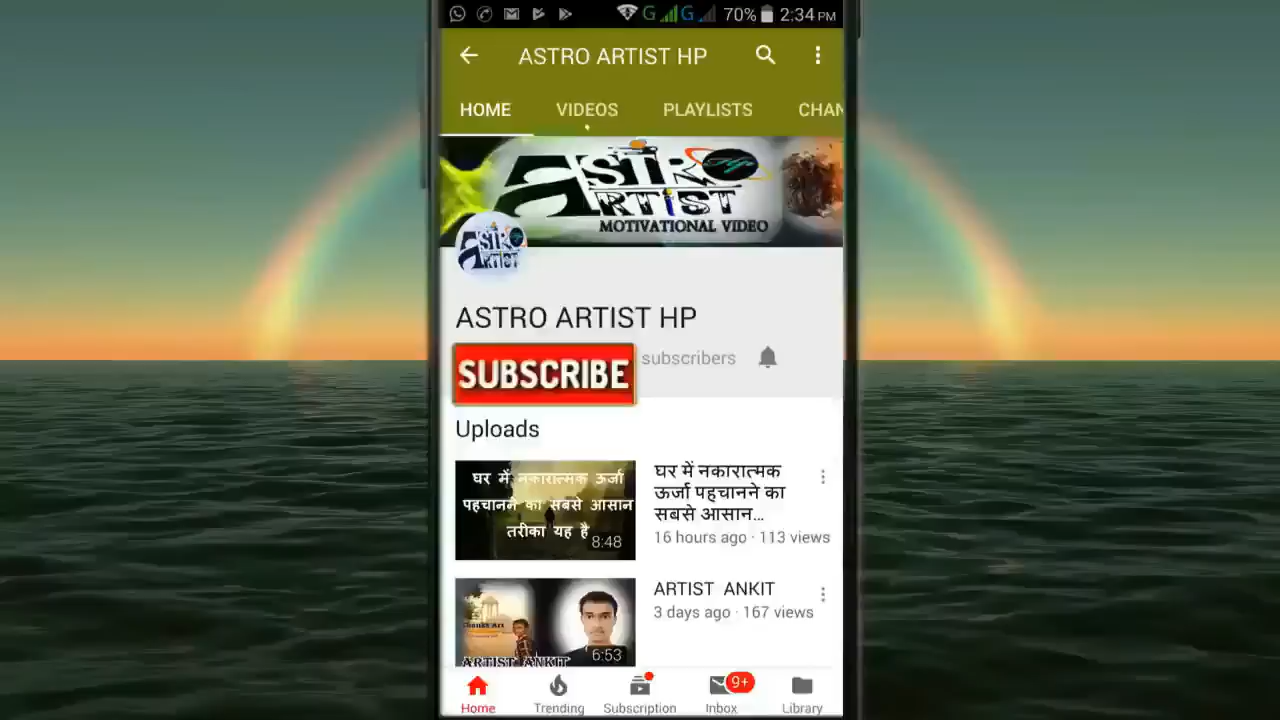 70% 2:34 PM
ASTRO ARTIST HP
HOME VIDEOS PLAYLISTS CHAN
ASTRO Hp
ARTIST
MOTIVATIONAL VIDEO
ASTRO
ARTIST
ASTRO ARTIST HP
SUBSCRIBE subscribers
Uploads
घर में नकारात्मक ऊर्जा
पहचानने का सबसे आसान
तरीका यह है
8:48
घर में नकारात्मक
ऊर्जा पहचानने का
सबसे आसान...
16 hours ago · 113 views
ARTIST ANKIT
6:53
ARTIST ANKIT
3 days ago · 167 views
Home Trending Subscription Inbox 9+ Library